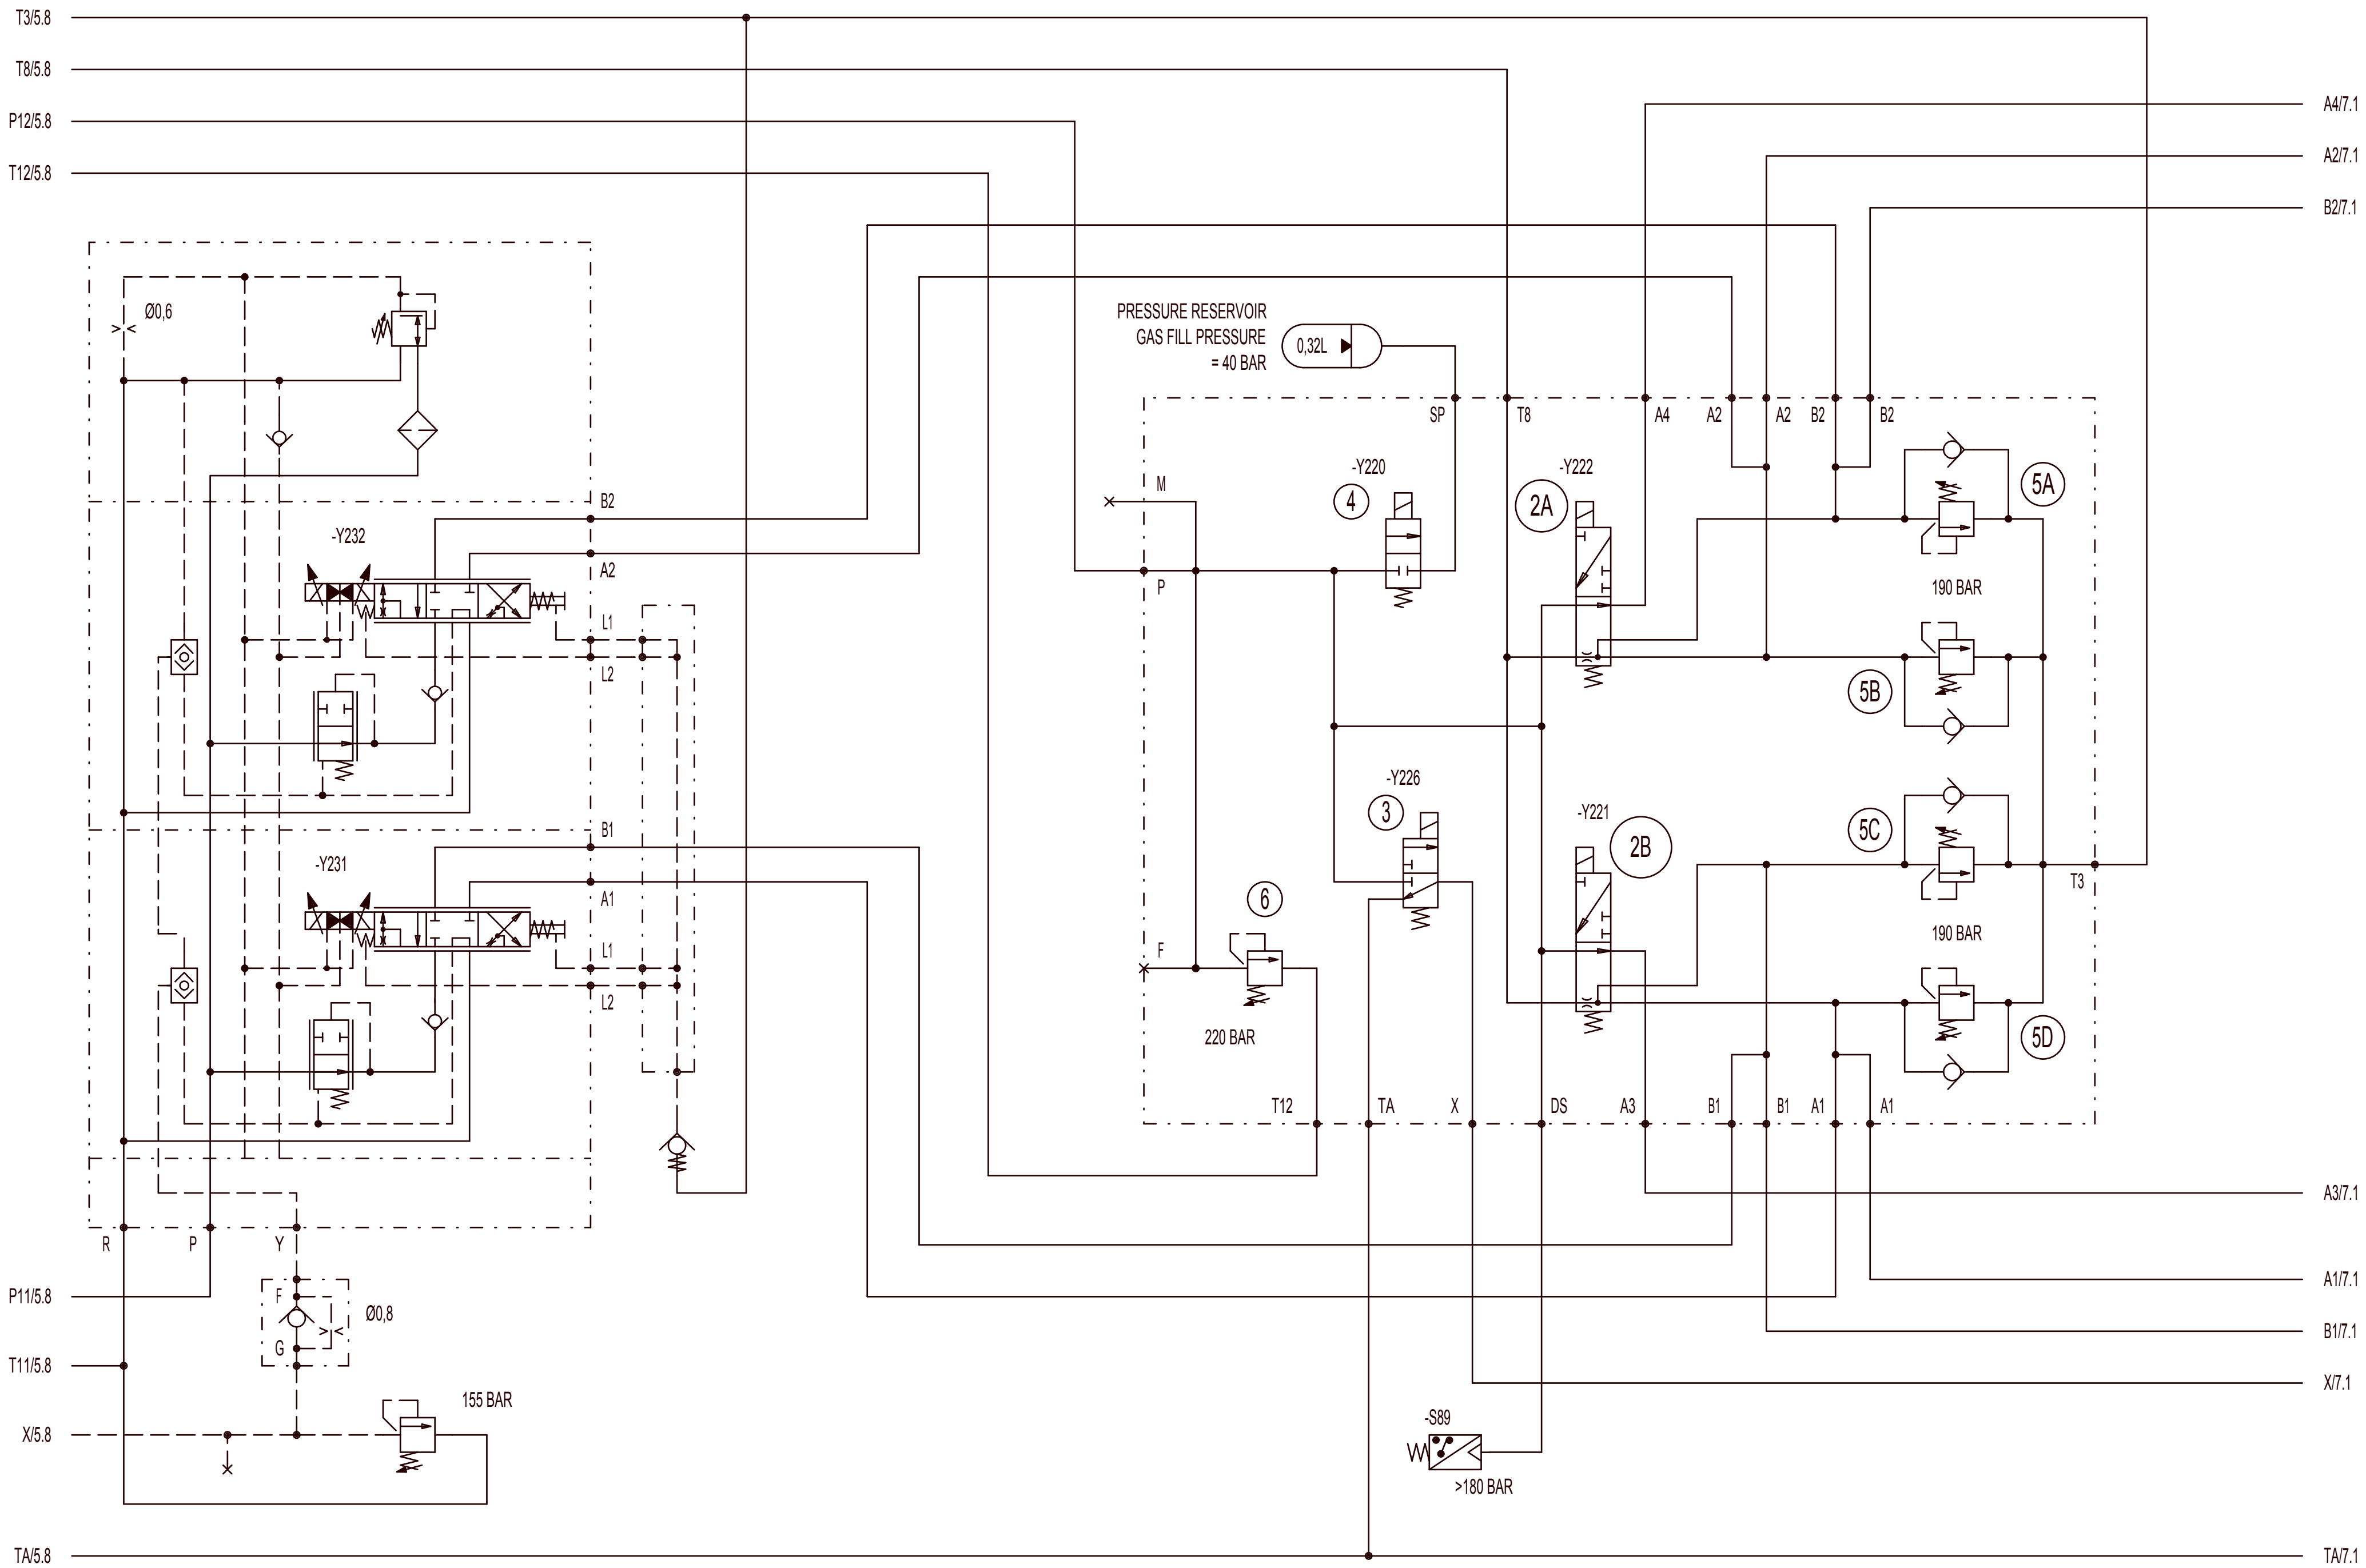 T3/5.8
T8/5.8
A4/7.1
P12/5.8
A2/7.1
T12/5.8
B2/7.1
Ø0,6
PRESSURE RESERVOIR
GAS FILL PRESSURE
= 40 BAR
0,32L
SP
T8
A4
A2
A2
B2
B2
-Y220
-Y222
4
2A
5A
M
B2
-Y232
A2
P
190 BAR
L1
L2
5B
-Y226
3
-Y221
2B
5C
B1
-Y231
A1
6
T3
190 BAR
L1
F
L2
220 BAR
5D
T12
TA
X
DS
A3
B1
B1
A1
A1
A3/7.1
R
P
Y
P11/5.8
F
Ø0,8
G
A1/7.1
B1/7.1
T11/5.8
X/7.1
155 BAR
X/5.8
-S89
>180 BAR
TA/5.8
TA/7.1